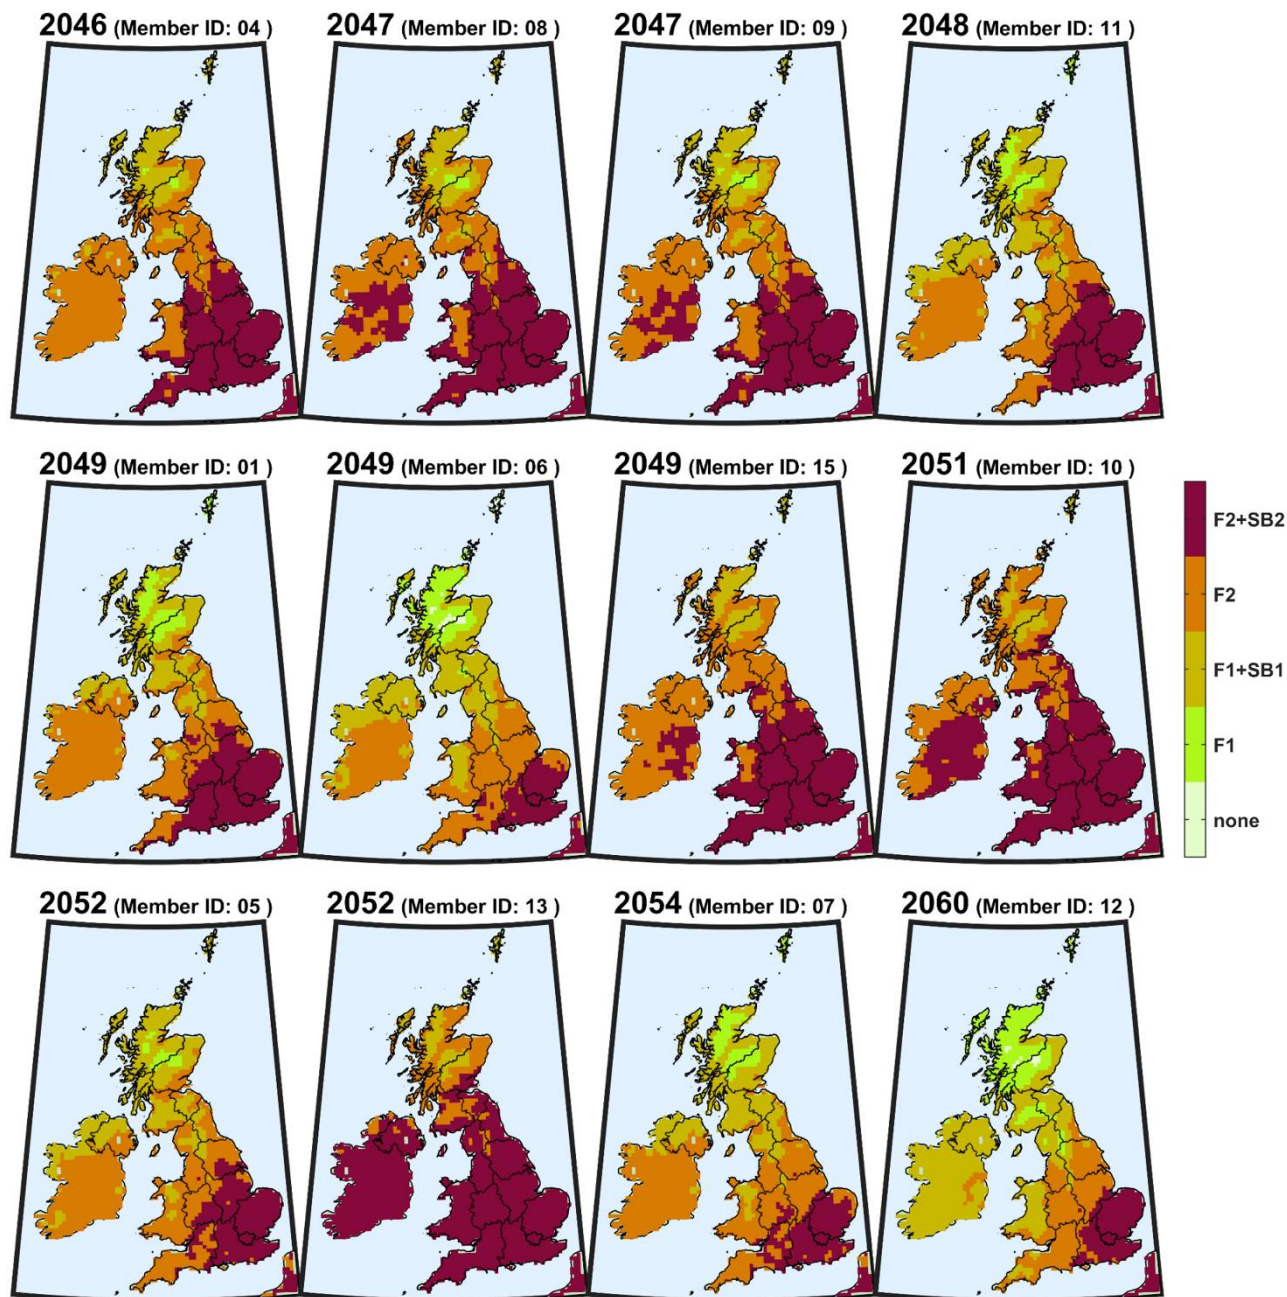 2046 (Member ID: 04 )
2047 (Member ID: 08 )
2047 (Member ID: 09 )
2048 (Member ID: 11 )
2049 (Member ID: 01 )
2049 (Member ID: 06 )
2049 (Member ID: 15 )
2051 (Member ID: 10 )
F2+SB2
F2
F1+SB1
F1
none
2052 (Member ID: 05 )
2052 (Member ID: 13 )
2054 (Member ID: 07 )
2060 (Member ID: 12 )